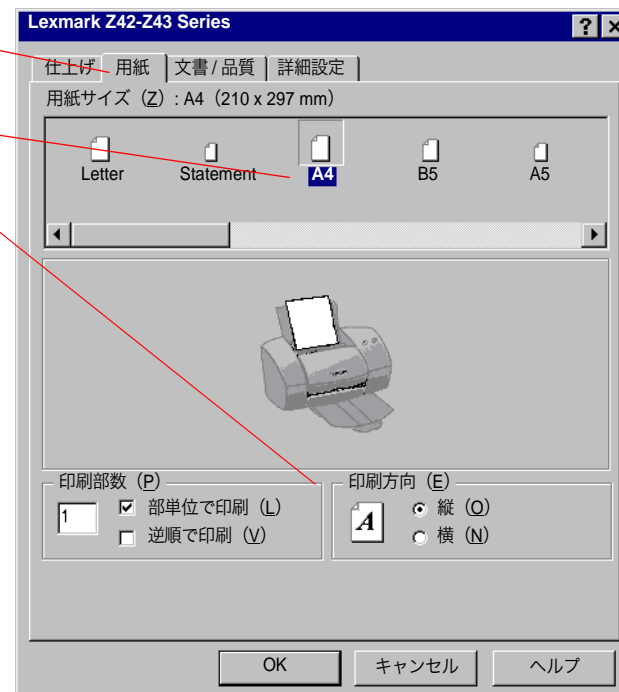 Lexmark Z42-Z43 Series
仕上げ 用紙 文書/品質 詳細設定
用紙サイズ（Z）: A4（210 x 297 mm）
Letter Statement A4 B5 A5
印刷部数（P） 印刷方向（E）
1 部単位で印刷（L） A 縦（O）
逆順で印刷（V） 横（N）
OK キャンセル ヘルプ